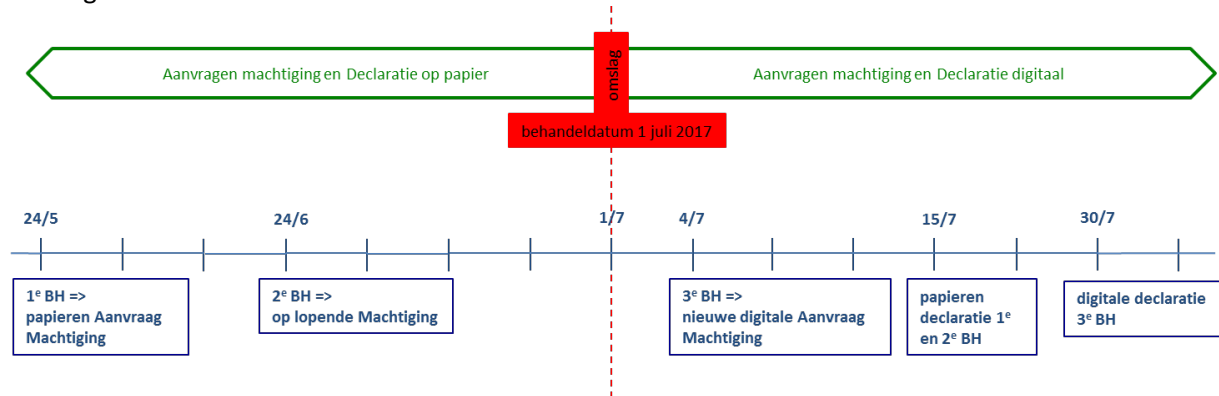 Aanvragen machtiging en Declaratie op papier
omslag
Aanvragen machtiging en Declaratie digitaal
behandeldatum 1 juli 2017
24/5
24/6
1/7
4/7
15/7
30/7
1e BH =>
papieren Aanvraag
Machtiging
2e BH =>
op lopende Machtiging
3e BH =>
nieuwe digitale Aanvraag
Machtiging
papieren
declaratie 1e
en 2e BH
digitale declaratie
3e BH